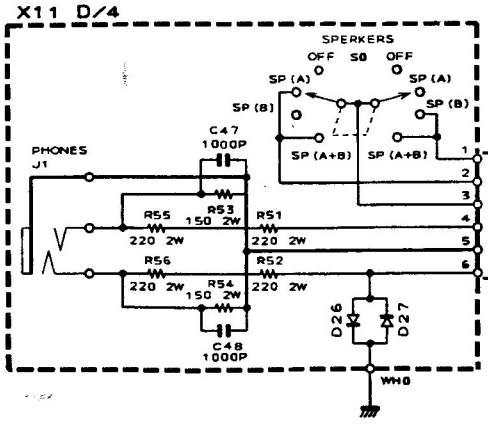 X11 D/4
SPERKERS
OFF SØ OFF
SP (A) SP (A)
SP (B) SP (B)
C47
1000P
PHONES
J1
SP (A+B) SP (A+B)
1
2
3
R53
R55 150 2W R51
4
220 2W 220 2W
5
R56 R52
6
220 2W R54 220 2W
150 2W
D26 D27
C48
1000P
WHØ